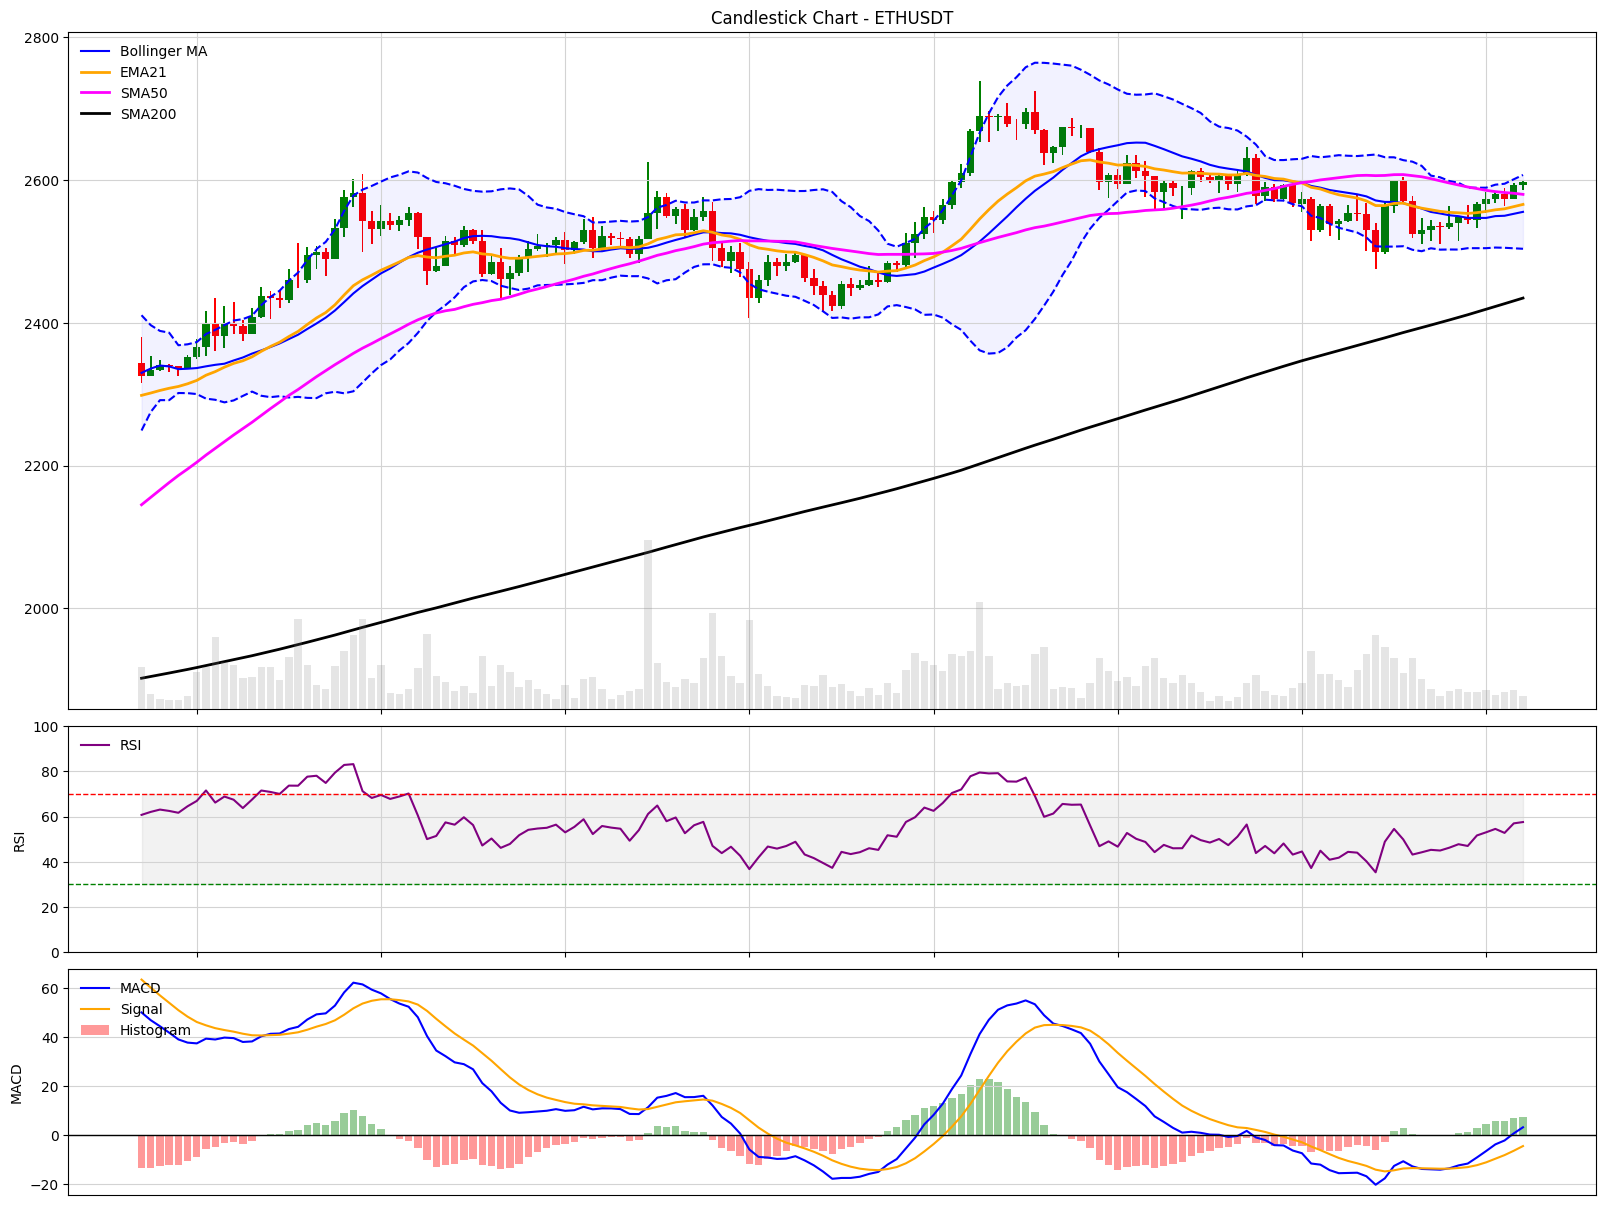 Candlestick Chart - ETHUSDT
2800
2600
2400
2200
2000
Bollinger MA
EMA21
SMA50
SMA200
100
80
60
40
20
0
RSI
RSI
60
40
20
0
−20
MACD
MACD
Signal
Histogram